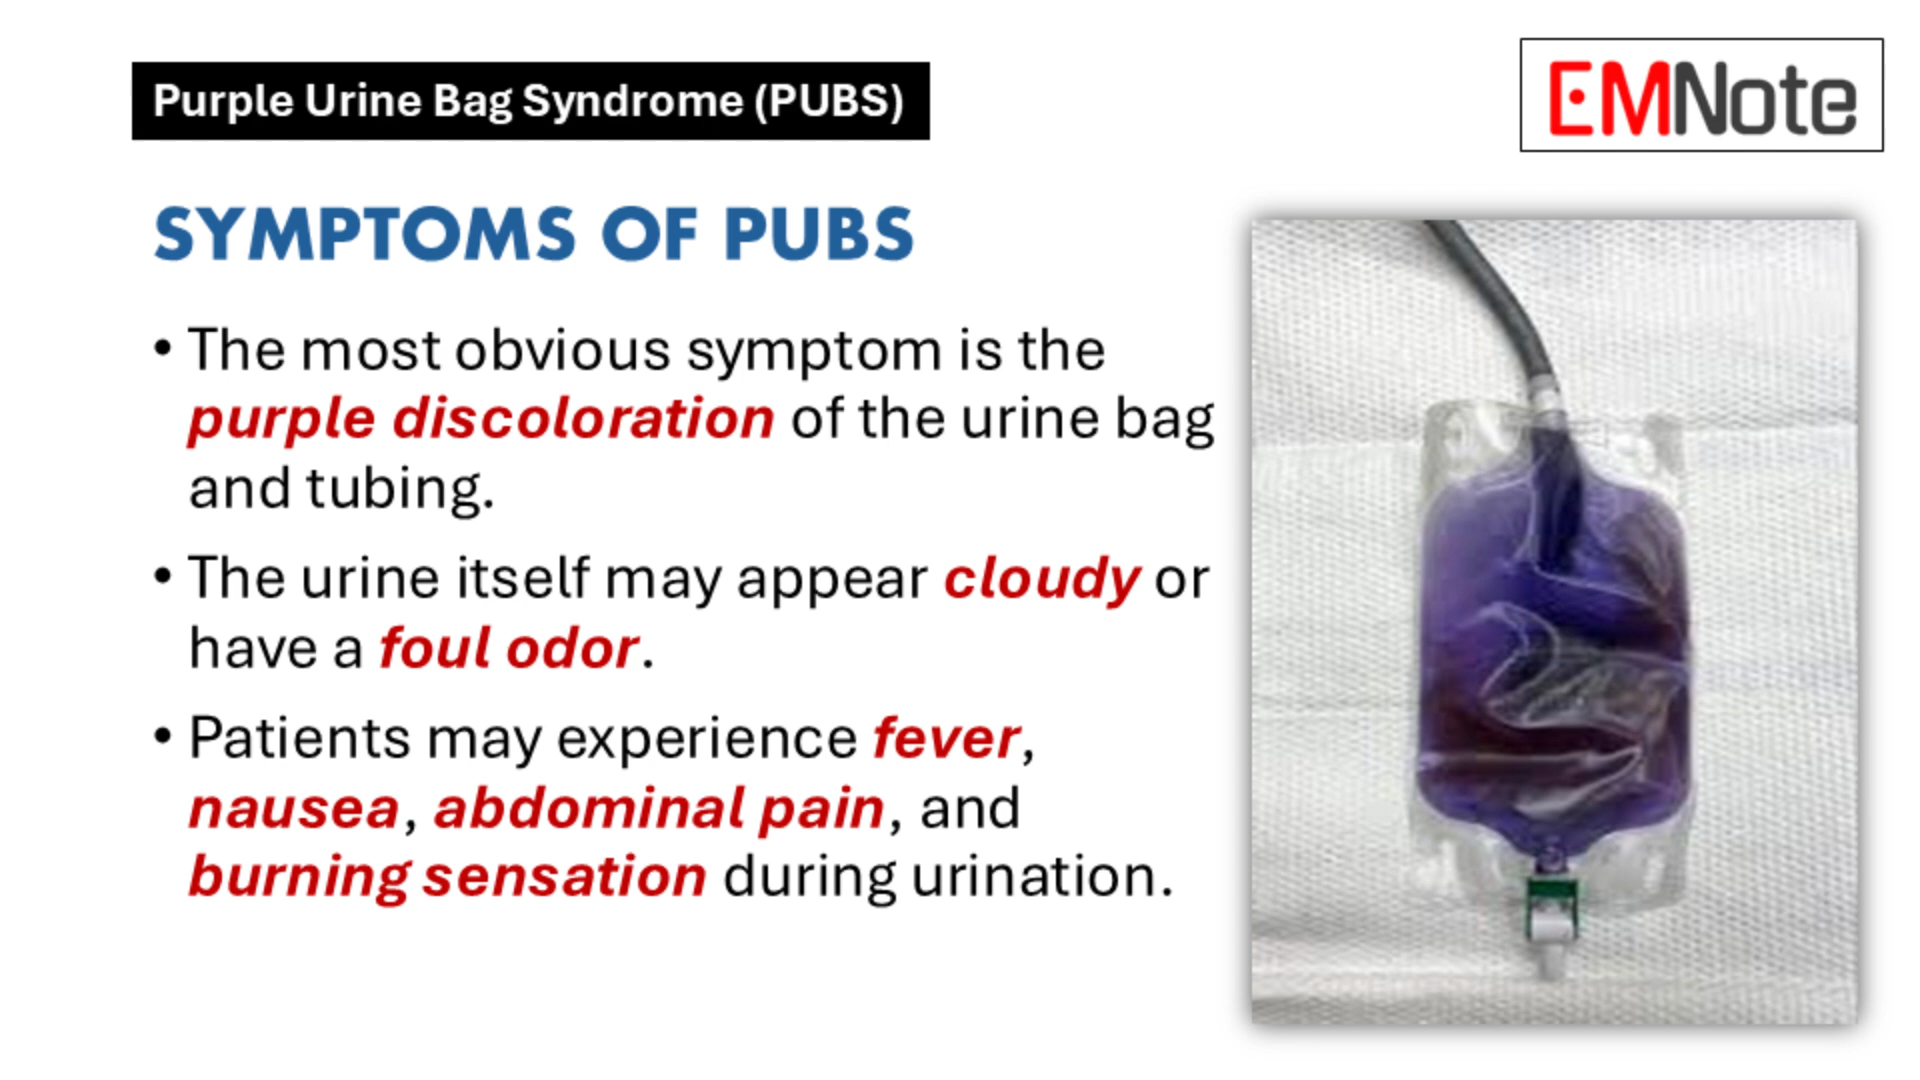 Purple Urine Bag Syndrome (PUBS)
EMNote
SYMPTOMS OF PUBS
• The most obvious symptom is the
purple discoloration of the urine bag
and tubing.
• The urine itself may appear cloudy or
have a foul odor.
• Patients may experience fever,
nausea, abdominal pain, and
burning sensation during urination.